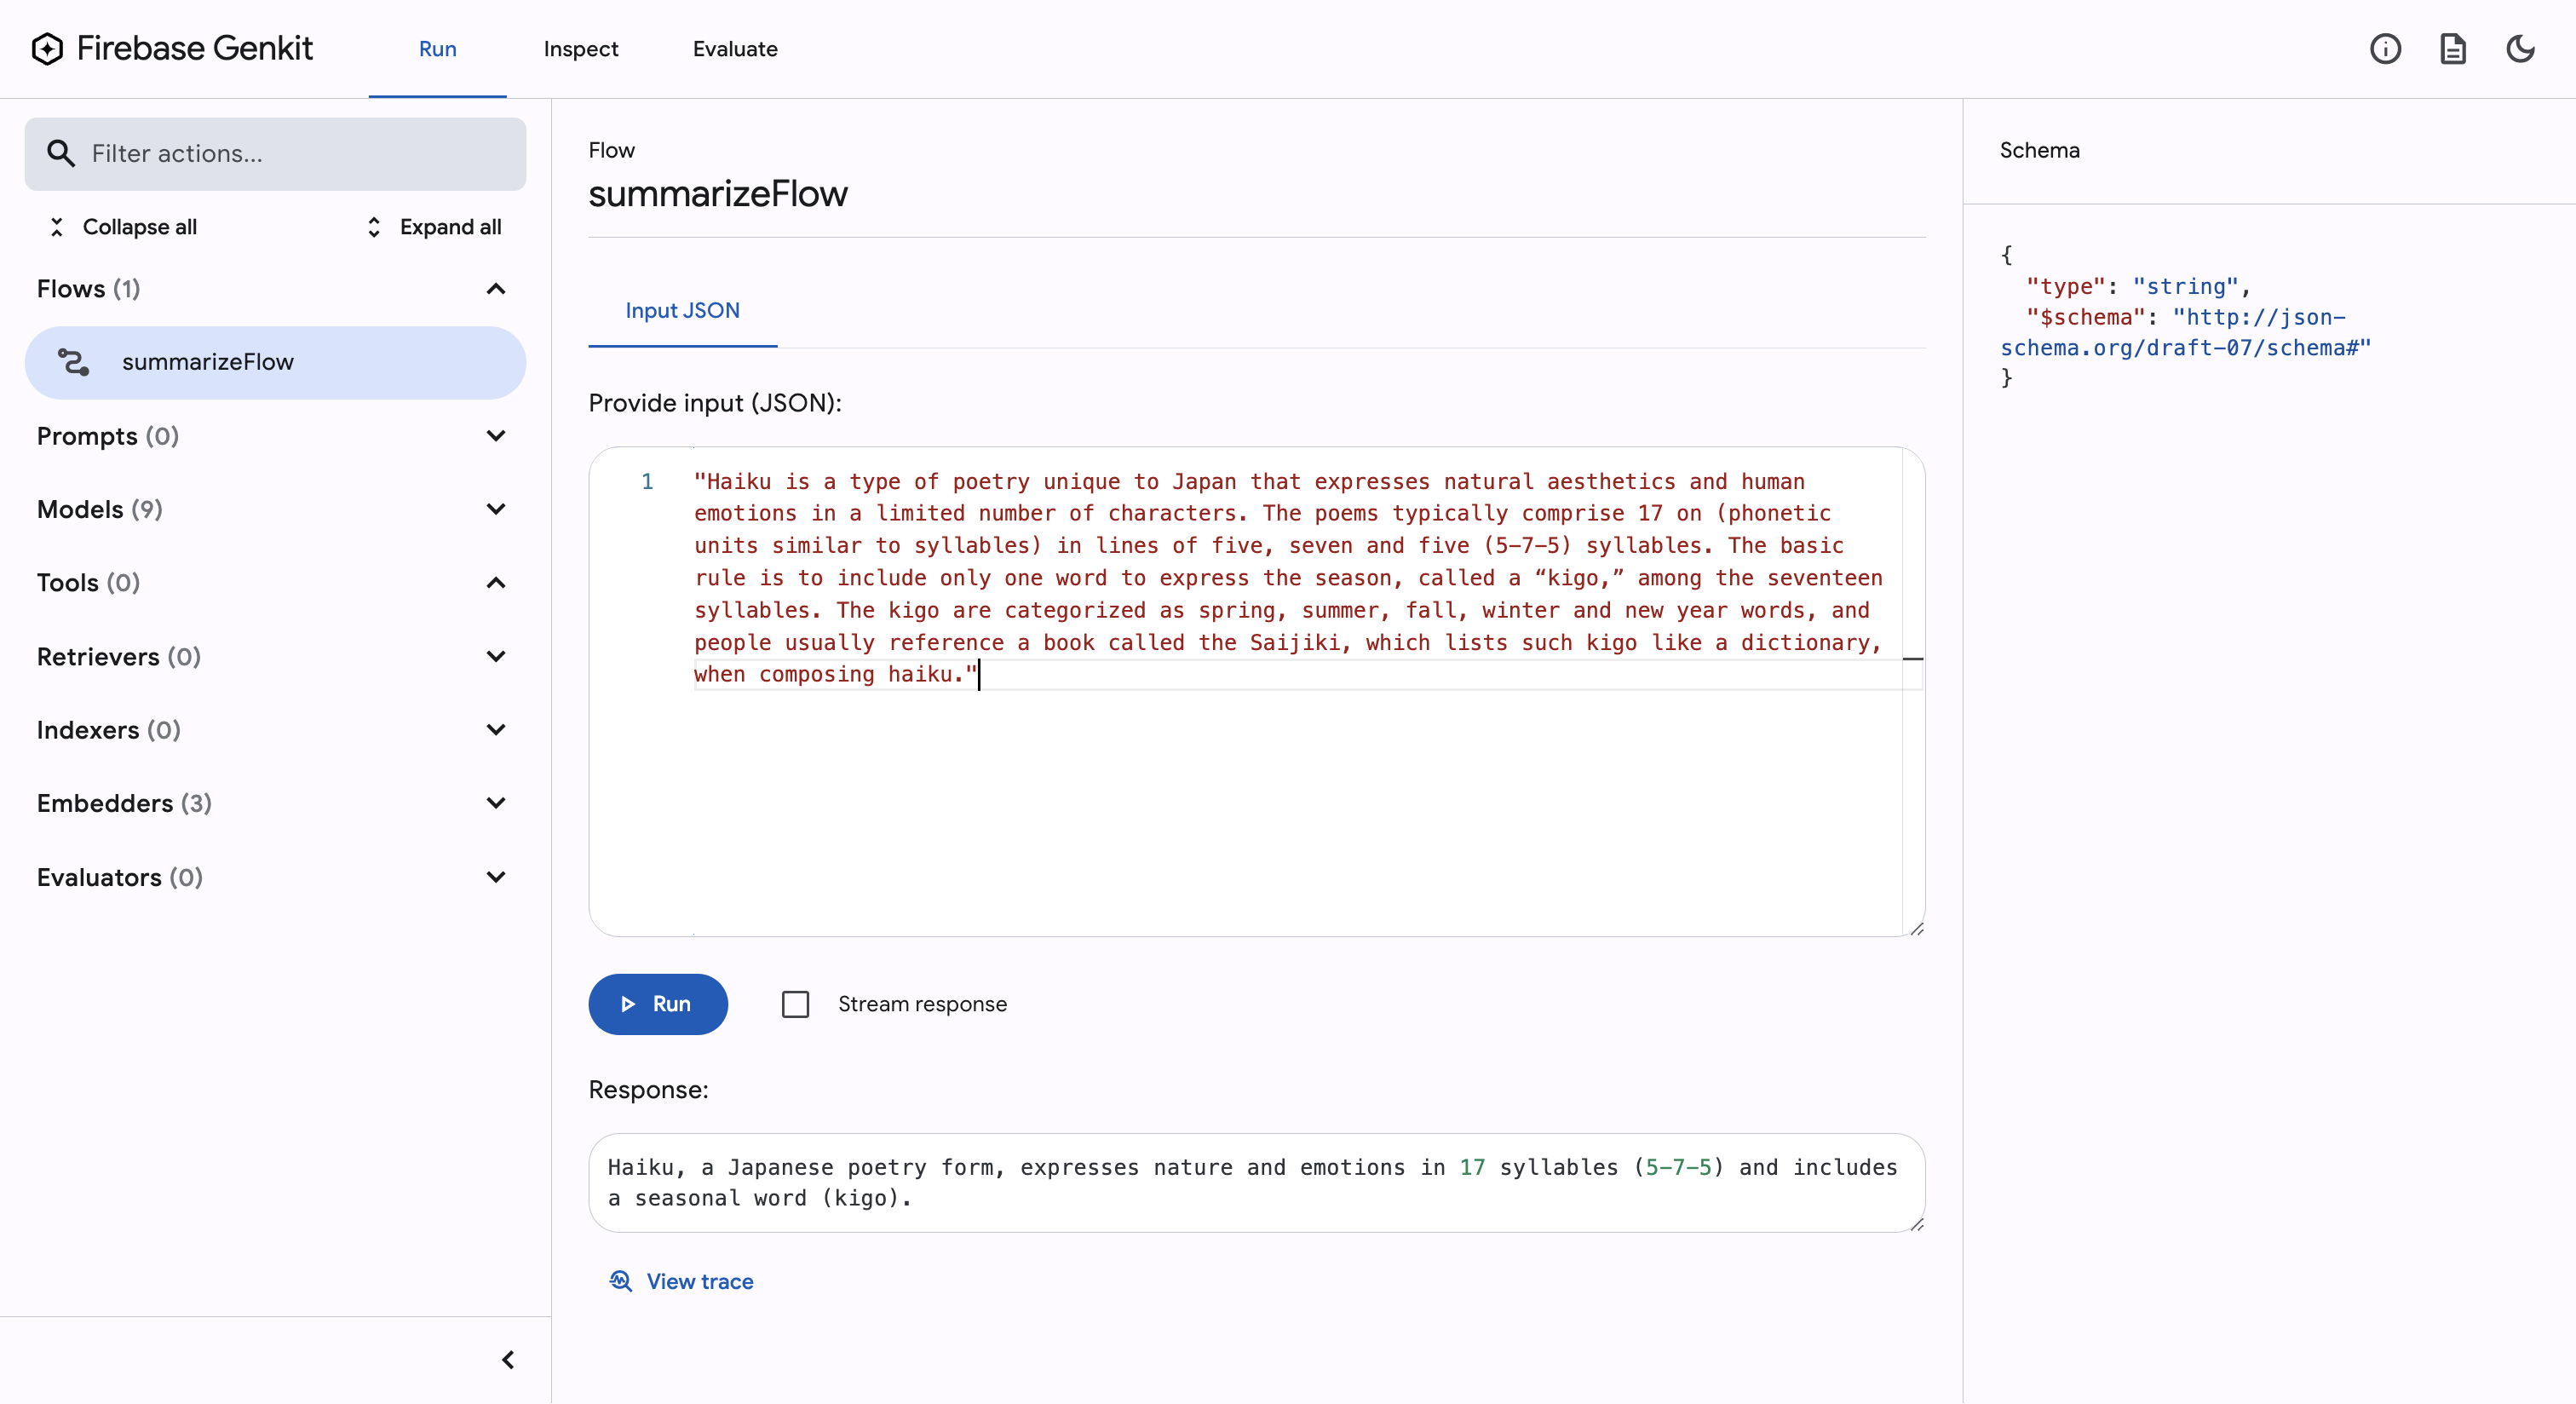 Firebase Genkit
Run
Inspect
Evaluate
Filter actions...
Collapse all
Expand all
Flows (1)
summarizeFlow
Prompts (0)
Models (9)
Tools (0)
Retrievers (0)
Indexers (0)
Embedders (3)
Evaluators (0)
Flow
summarizeFlow
Input JSON
Provide input (JSON):
1
"Haiku is a type of poetry unique to Japan that expresses natural aesthetics and human
emotions in a limited number of characters. The poems typically comprise 17 on (phonetic
units similar to syllables) in lines of five, seven and five (5-7-5) syllables. The basic
rule is to include only one word to express the season, called a “kigo,” among the seventeen
syllables. The kigo are categorized as spring, summer, fall, winter and new year words, and
people usually reference a book called the Saijiki, which lists such kigo like a dictionary,
when composing haiku."
Run
Stream response
Response:
Haiku, a Japanese poetry form, expresses nature and emotions in 17 syllables (5-7-5) and includes
a seasonal word (kigo).
View trace
Schema
{
"type": "string",
"$schema": "http://json-
schema.org/draft-07/schema#"
}